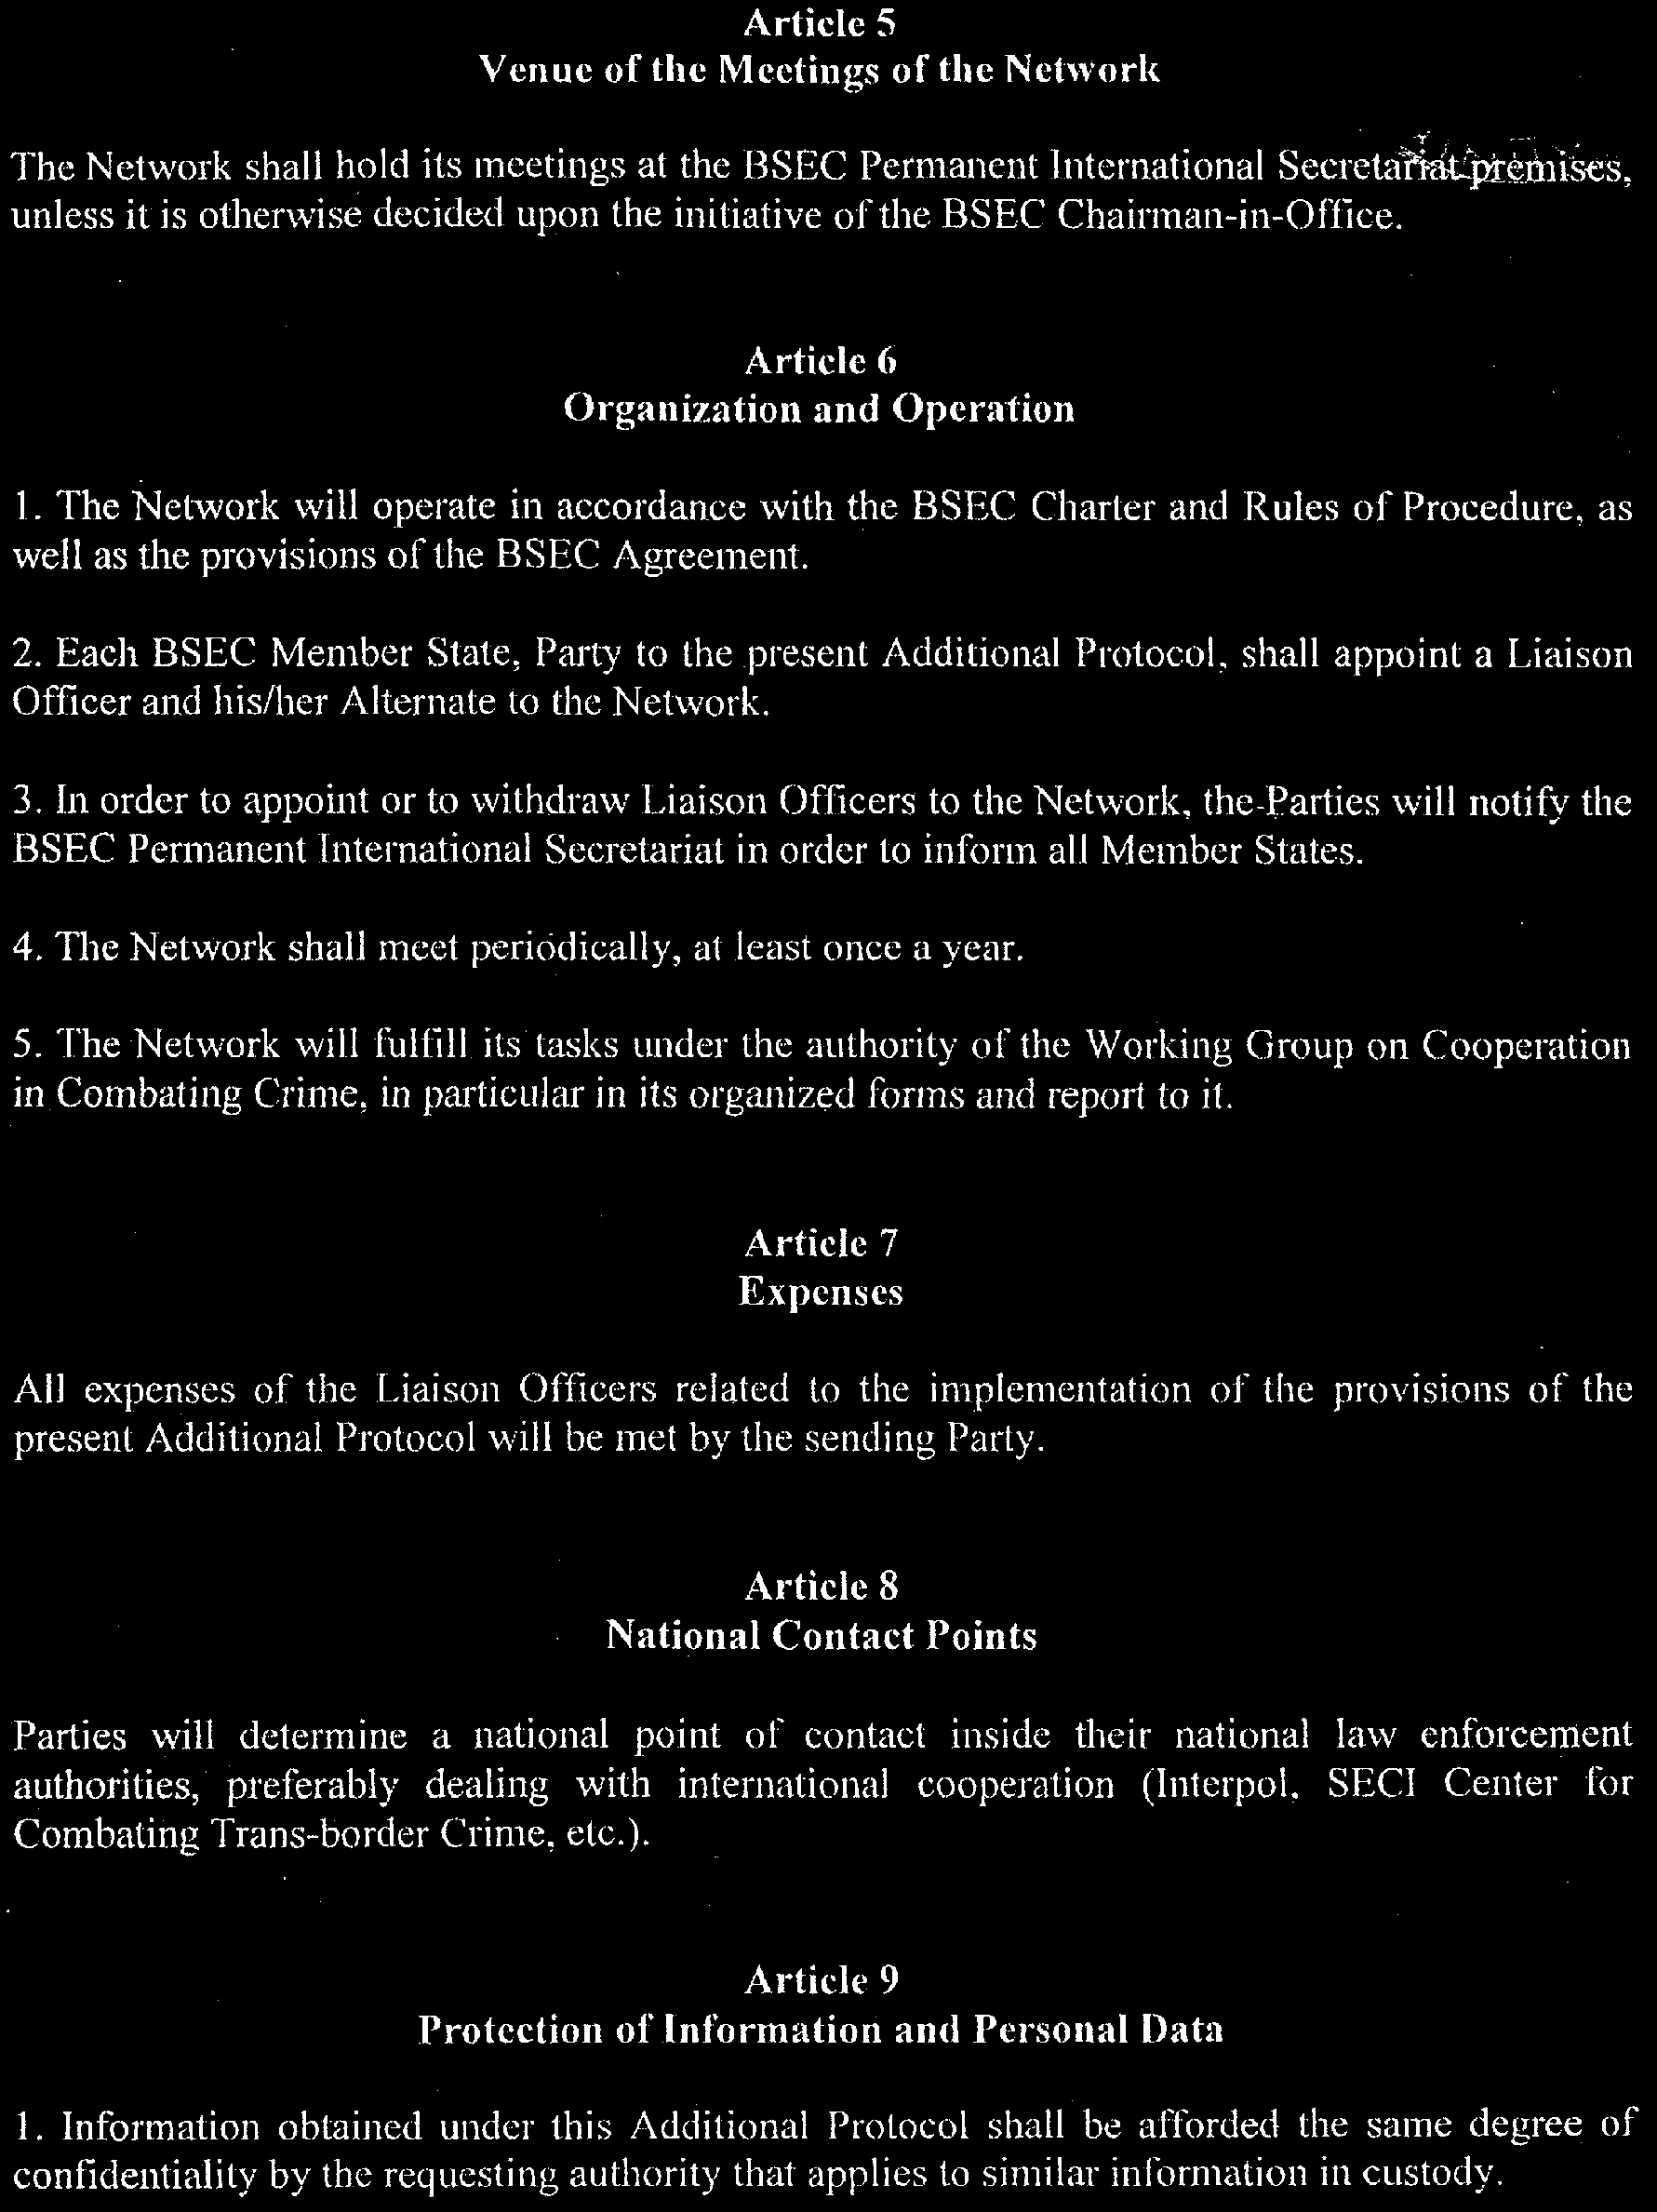 Article 5
Venue of the Meetings of the Network
The Network shall hold its meetings at the BSEC Permanent International Secretariat premises,
unless it is otherwise decided upon the initiative of the BSEC Chairman-in-Office.
Article 6
Organization and Operation
1. The Network will operate in accordance with the BSEC Charter and Rules of Procedure, as
well as the provisions of the BSEC Agreement.
2. Each BSEC Member State, Party to the present Additional Protocol, shall appoint a Liaison
Officer and his/her Alternate to the Network.
3. In order to appoint or to withdraw Liaison Officers to the Network, the Parties will notify the
BSEC Permanent International Secretariat in order to inform all Member States.
4. The Network shall meet periodically, at least once a year.
5. The Network will fulfill its tasks under the authority of the Working Group on Cooperation
in Combating Crime, in particular in its organized forms and report to it.
Article 7
Expenses
All expenses of the Liaison Officers related to the implementation of the provisions of the
present Additional Protocol will be met by the sending Party.
Article 8
National Contact Points
Parties will determine a national point of contact inside their national law enforcement
authorities, preferably dealing with international cooperation (Interpol, SECI Center for
Combating Trans-border Crime, etc.).
Article 9
Protection of Information and Personal Data
1. Information obtained under this Additional Protocol shall be afforded the same degree of
confidentiality by the requesting authority that applies to similar information in custody.